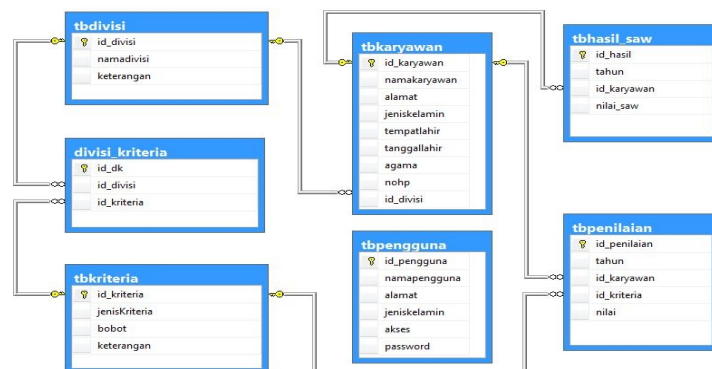 tbdivisi
id_divisi
namadivisi
keterangan
divisi_kriteria
id_dk
id_divisi
id_kriteria
tbkriteria
id_kriteria
jenisKriteria
bobot
keterangan
tbkaryawan
id_karyawan
namakaryawan
alamat
jeniskelamin
tempatlahir
tanggallahir
agama
nohp
id_divisi
tbpengguna
id_pengguna
namapengguna
alamat
jeniskelamin
akses
password
tbhasil_saw
id_hasil
tahun
id_karyawan
nilai_saw
tbpenilaian
id_penilaian
tahun
id_karyawan
id_kriteria
nilai